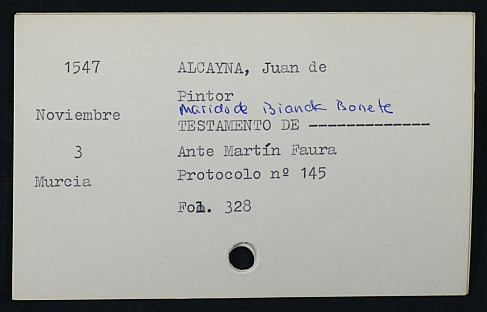 1547 ALCAYNA, Juan de
Pintor
Marido de Bianda Bonete
Noviembre TESTAMENTO DE -------------
3 Ante Martín Faura
Murcia Protocolo nº 145
Fol. 328